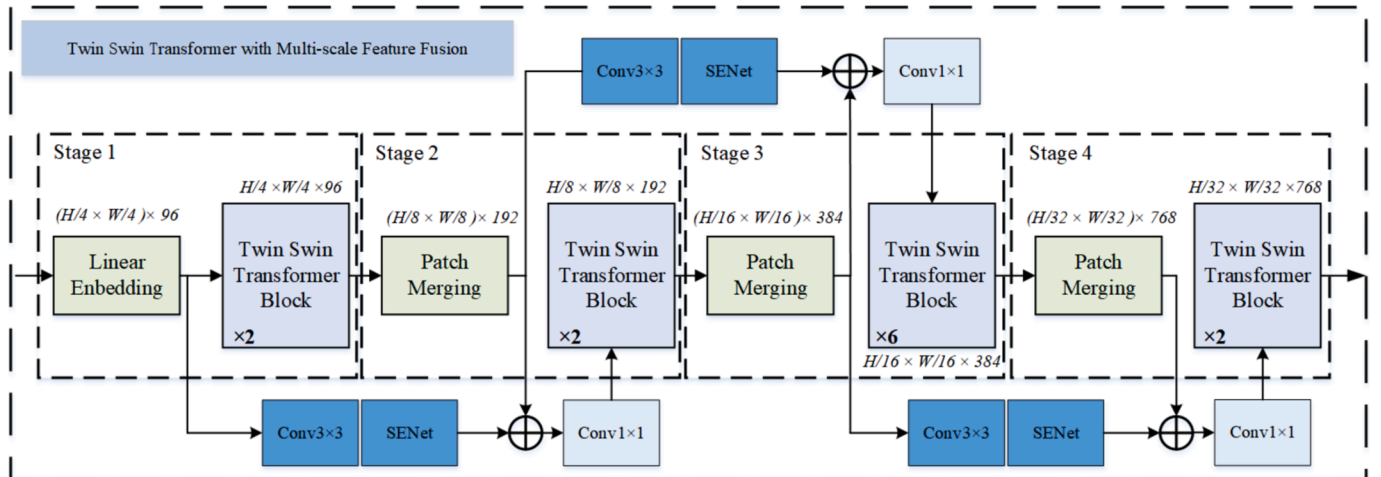 Twin Swin Transformer with Multi-scale Feature Fusion
Conv3×3
SENet
Conv1×1
Stage 1
Stage 2
Stage 3
Stage 4
(H/4 × W/4 )× 96
H/4 ×W/4 ×96
(H/8 × W/8 )× 192
H/8 × W/8 × 192
(H/16 × W/16 )× 384
(H/32 × W/32 )× 768
H/32 × W/32 ×768
Linear
Enbedding
Twin Swin
Transformer
Block
×2
Patch
Merging
Twin Swin
Transformer
Block
×2
Patch
Merging
Twin Swin
Transformer
Block
×6
H/16 × W/16 × 384
Patch
Merging
Twin Swin
Transformer
Block
×2
Conv3×3
SENet
Conv1×1
Conv3×3
SENet
Conv1×1